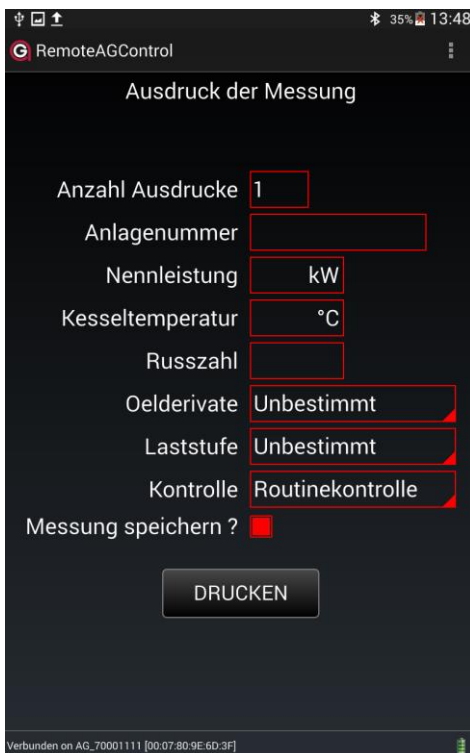 35% 13:48
RemoteAGControl
Ausdruck der Messung
Anzahl Ausdrucke 1
Anlagenummer
Nennleistung kW
Kesseltemperatur °C
Russzahl
Oelderivate Unbestimmt
Laststufe Unbestimmt
Kontrolle Routinekontrolle
Messung speichern ?
DRUCKEN
Verbunden on AG_70001111 [00:07:80:9E:6D:3F]